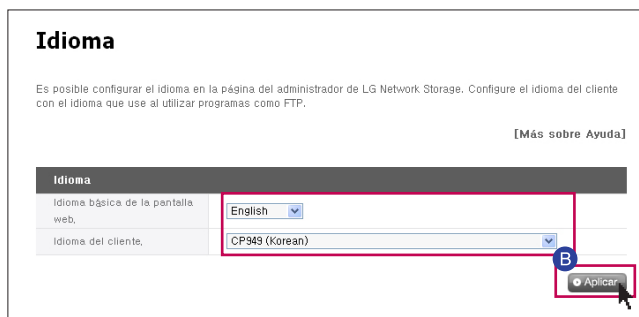 Idioma
Es posible configurar el idioma en la página del administrador de LG Network Storage. Configure el idioma del cliente
con el idioma que use al utilizar programas como FTP.
[Más sobre Ayuda]
Idioma
Idioma básica de la pantalla
web,
English
Idioma del cliente,
CP949 (Korean)
B
Aplicar